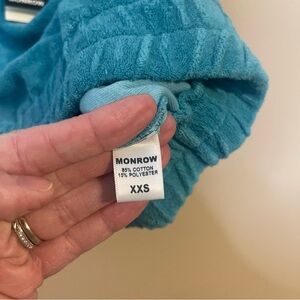 MONROW
85% COTTON
15% POLYESTER
XXS